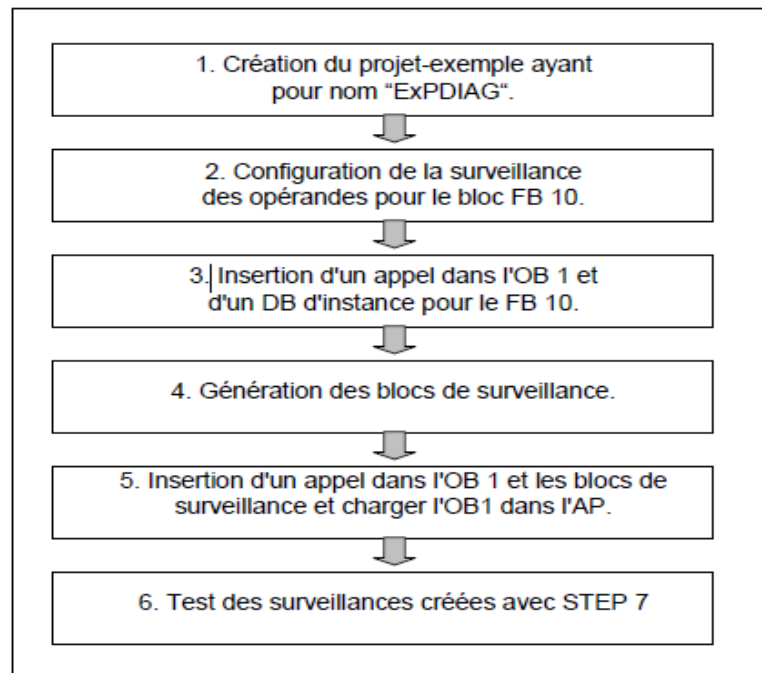 1. Création du projet-exemple ayant
pour nom “ExPDIAG“.
2. Configuration de la surveillance
des opérandes pour le bloc FB 10.
3. Insertion d'un appel dans l'OB 1 et
d'un DB d'instance pour le FB 10.
4. Génération des blocs de surveillance.
5. Insertion d'un appel dans l'OB 1 et les blocs de
surveillance et charger l'OB1 dans l'AP.
6. Test des surveillances créées avec STEP 7